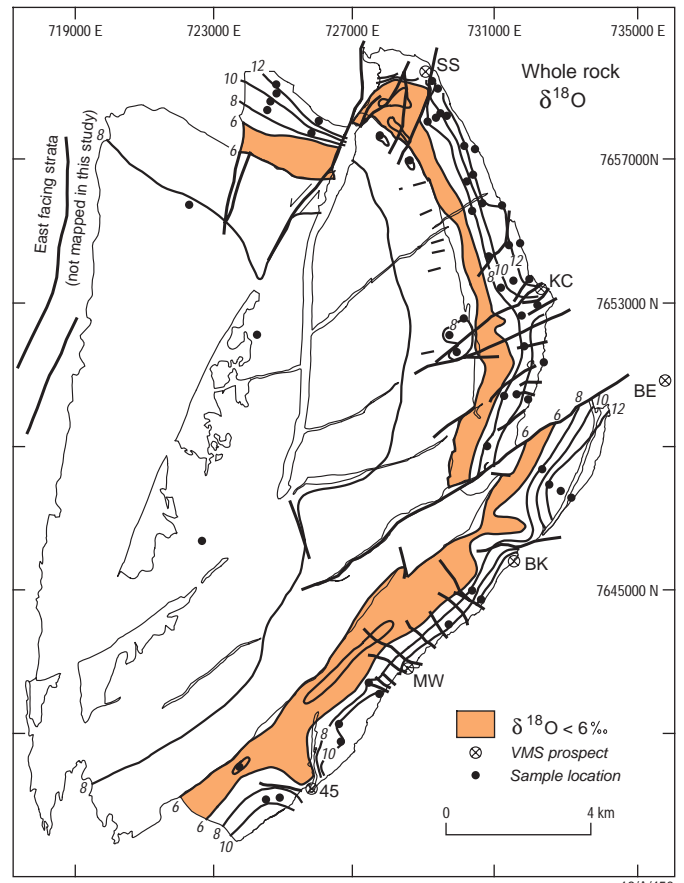 719000 E
723000 E
727000 E
731000 E
735000 E
Whole rock
δ¹⁸O
SS
12
10
8
6
6
8
7657000N
East facing strata
(not mapped in this study)
8
10
12
KC
7653000 N
8
BE
6
6
8
10
12
BK
7645000 N
MW
8
10
45
8
6
6
8
10
δ ¹⁸O < 6‰
VMS prospect
Sample location
0 4 km